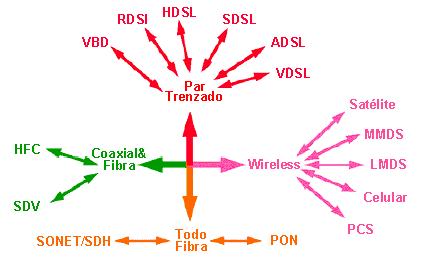 HDSL
RDSI
SDSL
VBD
ADSL
VDSL
Par
Trenzado
Satélite
MMDS
HFC
Coaxial&
Fibra
Wireless
LMDS
Celular
SDV
PCS
SONET/SDH
Todo
Fibra
PON